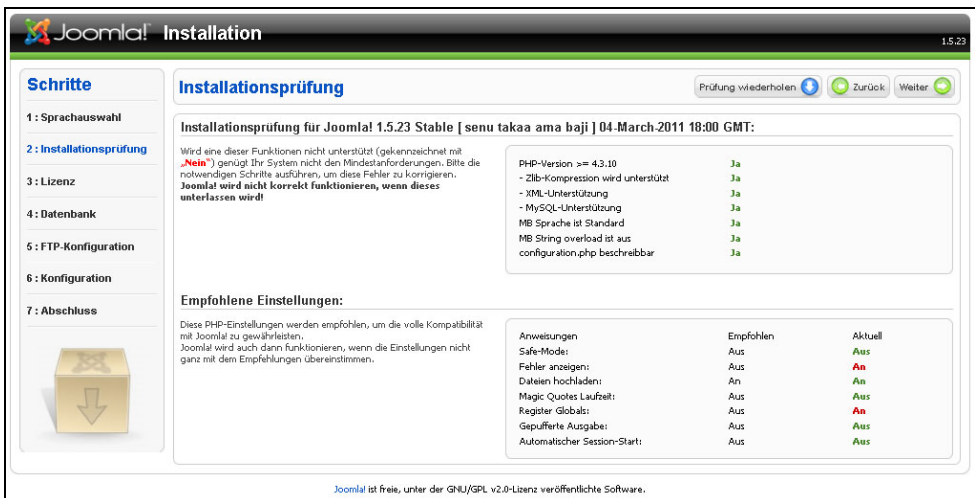 Joomla! Installation
1.5.23
Schritte
1 : Sprachauswahl
2 : Installationsprüfung
3 : Lizenz
4 : Datenbank
5 : FTP-Konfiguration
6 : Konfiguration
7 : Abschluss
Installationsprüfung
Prüfung wiederholen Zurück Weiter
Installationsprüfung für Joomla! 1.5.23 Stable [ senu takaa ama baji ] 04-March-2011 18:00 GMT:
Wird eine dieser Funktionen nicht unterstützt (gekennzeichnet mit
„Nein“) genügt Ihr System nicht den Mindestanforderungen. Bitte die
notwendigen Schritte ausführen, um diese Fehler zu korrigieren.
Joomla! wird nicht korrekt funktionieren, wenn dieses
unterlassen wird!
PHP-Version >= 4.3.10 Ja
- Zlib-Kompression wird unterstützt Ja
- XML-Unterstützung Ja
- MySQL-Unterstützung Ja
MB Sprache ist Standard Ja
MB String overload ist aus Ja
configuration.php beschreibbar Ja
Empfohlene Einstellungen:
Diese PHP-Einstellungen werden empfohlen, um die volle Kompatibilität
mit Joomla! zu gewährleisten.
Joomla! wird auch dann funktionieren, wenn die Einstellungen nicht
ganz mit dem Empfehlungen übereinstimmen.
Anweisungen Empfohlen Aktuell
Safe-Mode: Aus Aus
Fehler anzeigen: Aus An
Dateien hochladen: An An
Magic Quotes Laufzeit: Aus Aus
Register Globals: Aus An
Gepufferte Ausgabe: Aus Aus
Automatischer Session-Start: Aus Aus
Joomla! ist freie, unter der GNU/GPL v2.0-Lizenz veröffentlichte Software.